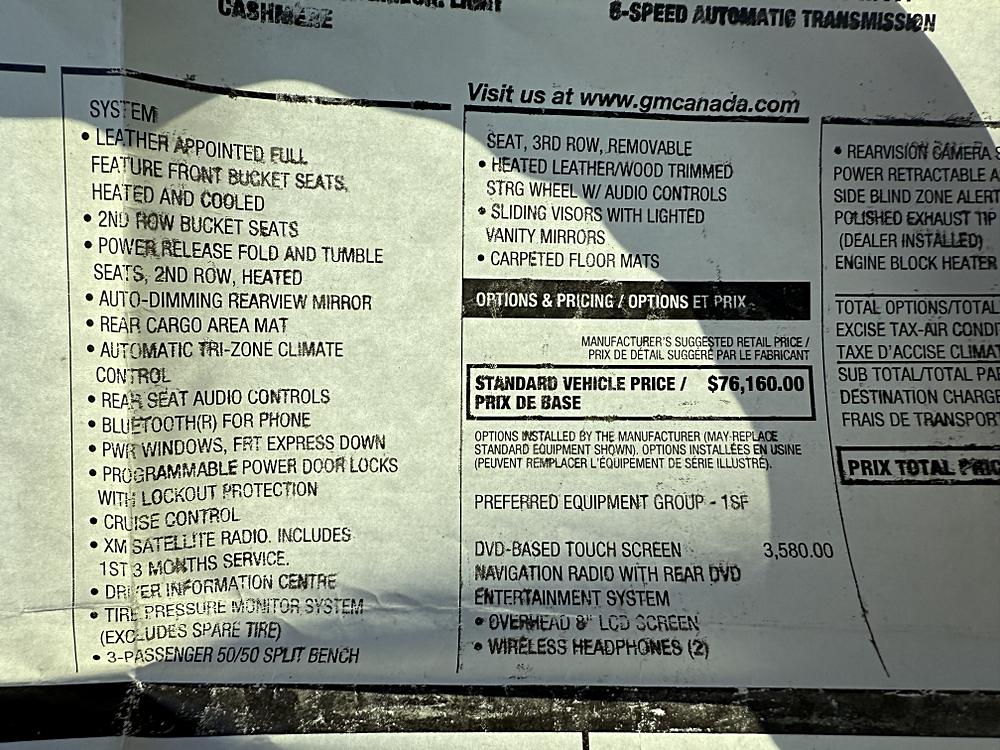 LIGHT
CASHMERE
6-SPEED AUTOMATIC TRANSMISSION
SYSTEM
• LEATHER APPOINTED FULL
FEATURE FRONT BUCKET SEATS,
HEATED AND COOLED
• 2ND ROW BUCKET SEATS
• POWER RELEASE FOLD AND TUMBLE
SEATS, 2ND ROW, HEATED
• AUTO-DIMMING REARVIEW MIRROR
• REAR CARGO AREA MAT
• AUTOMATIC TRI-ZONE CLIMATE
CONTROL
• REAR SEAT AUDIO CONTROLS
• BLUETOOTH(R) FOR PHONE
• PWR WINDOWS, FRT EXPRESS DOWN
• PROGRAMMABLE POWER DOOR LOCKS
WITH LOCKOUT PROTECTION
• CRUISE CONTROL
• XM SATELLITE RADIO. INCLUDES
1ST 3 MONTHS SERVICE.
• DRIVER INFORMATION CENTRE
• TIRE PRESSURE MONITOR SYSTEM
(EXCLUDES SPARE TIRE)
• 3-PASSENGER 50/50 SPLIT BENCH
Visit us at www.gmcanada.com
SEAT, 3RD ROW, REMOVABLE
• HEATED LEATHER/WOOD TRIMMED
STRG WHEEL W/ AUDIO CONTROLS
• SLIDING VISORS WITH LIGHTED
VANITY MIRRORS
• CARPETED FLOOR MATS
OPTIONS & PRICING / OPTIONS ET PRIX
MANUFACTURER'S SUGGESTED RETAIL PRICE /
PRIX DE DÉTAIL SUGGÉRÉ PAR LE FABRICANT
STANDARD VEHICLE PRICE / $76,160.00
PRIX DE BASE
OPTIONS INSTALLED BY THE MANUFACTURER (MAY REPLACE
STANDARD EQUIPMENT SHOWN). OPTIONS INSTALLÉES EN USINE
(PEUVENT REMPLACER L'ÉQUIPEMENT DE SÉRIE ILLUSTRÉ).
PREFERRED EQUIPMENT GROUP - 1SF
DVD-BASED TOUCH SCREEN 3,580.00
NAVIGATION RADIO WITH REAR DVD
ENTERTAINMENT SYSTEM
• OVERHEAD 8" LCD SCREEN
• WIRELESS HEADPHONES (2)
• REARVISION CAMERA S
POWER RETRACTABLE A
SIDE BLIND ZONE ALERT
POLISHED EXHAUST TIP
(DEALER INSTALLED)
ENGINE BLOCK HEATER
TOTAL OPTIONS/TOTAL
EXCISE TAX-AIR CONDI
TAXE D'ACCISE CLIMAT
SUB TOTAL/TOTAL PA
DESTINATION CHARGE
FRAIS DE TRANSPORT
PRIX TOTAL PRIC